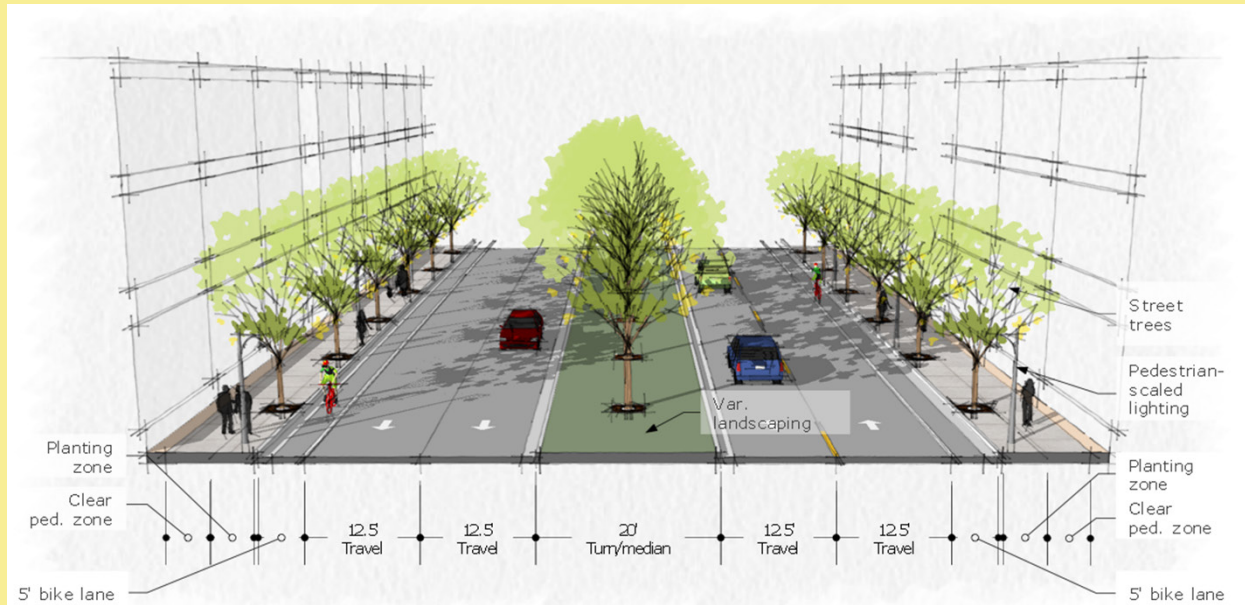 Street
trees
Pedestrian-
scaled
lighting
Var.
landscaping
Planting
zone
Clear
ped. zone
5' bike lane
12.5'
Travel
12.5'
Travel
20'
Turn/median
12.5'
Travel
12.5'
Travel
Planting
zone
Clear
ped. zone
5' bike lane